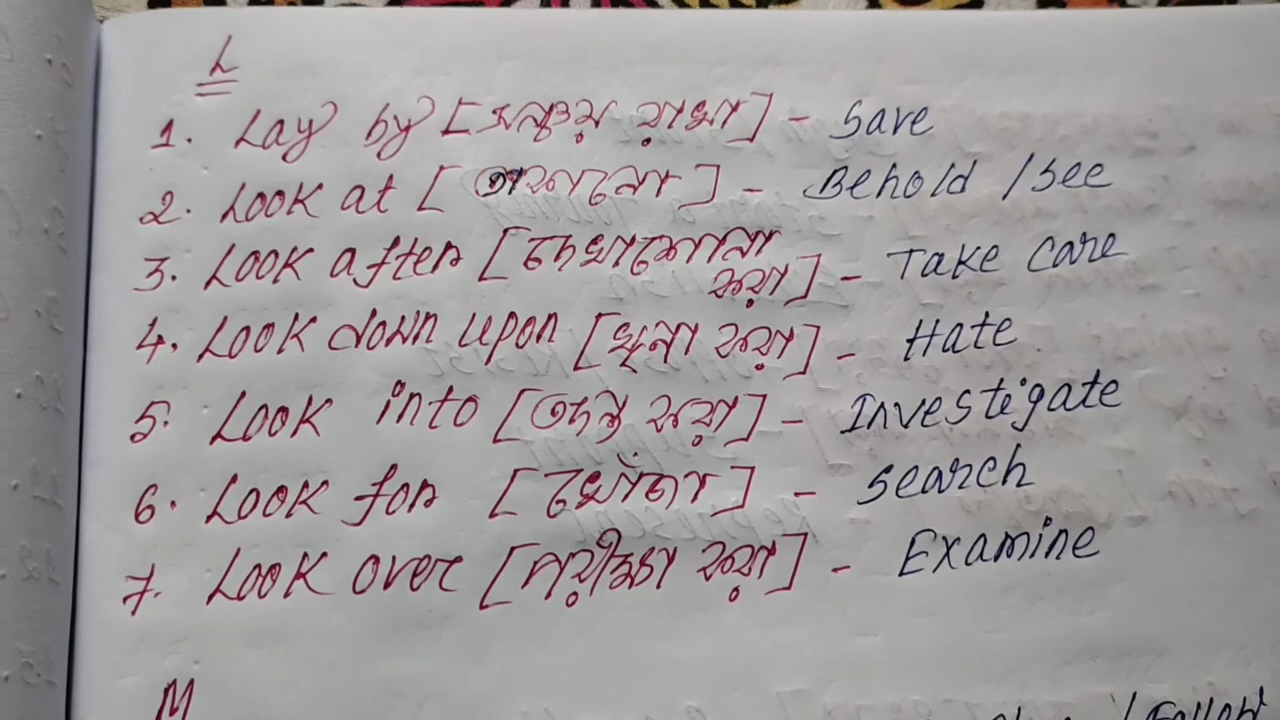 L
1. Lay by [সঞ্চয় রাখা] - Save
2. Look at [তাকানো] - Behold / See
3. Look after [দেখাশোনা
করা] - Take care
4. Look down upon [ঘৃনা করা] - Hate
5. Look into [তদন্ত করা] - Investigate
6. Look for [খোঁজা] - Search
7. Look over [পরীক্ষা করা] - Examine
M
/ Follow